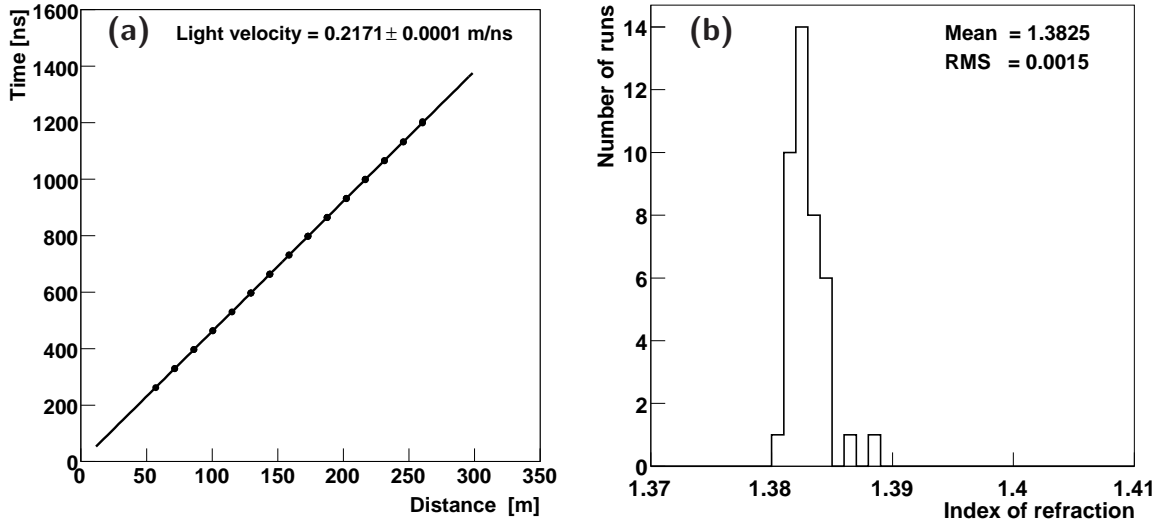 (a) Light velocity = 0.2171 ± 0.0001 m/ns
Time [ns]
1600
1400
1200
1000
800
600
400
200
0
0 50 100 150 200 250 300 350
Distance [m]
(b)
Mean = 1.3825
RMS = 0.0015
Number of runs
14
12
10
8
6
4
2
0
1.37 1.38 1.39 1.4 1.41
Index of refraction